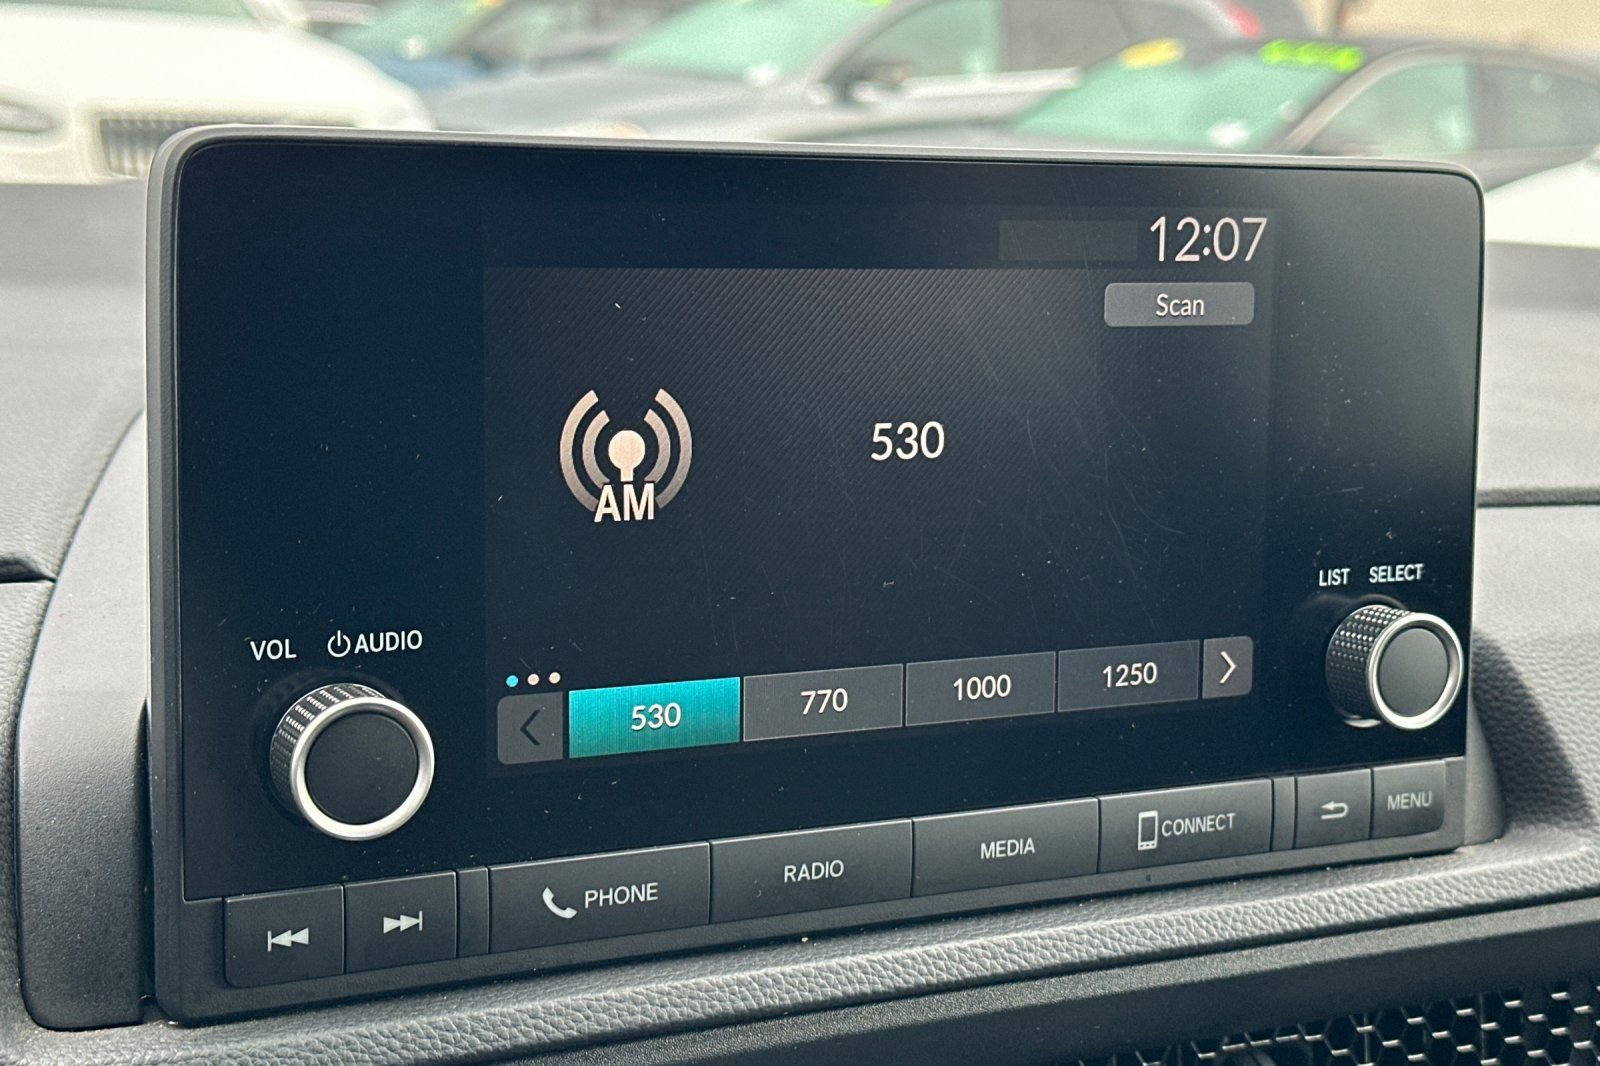 12:07
Scan
AM
530
LIST SELECT
VOL AUDIO
530 770 1000 1250
PHONE RADIO MEDIA CONNECT MENU